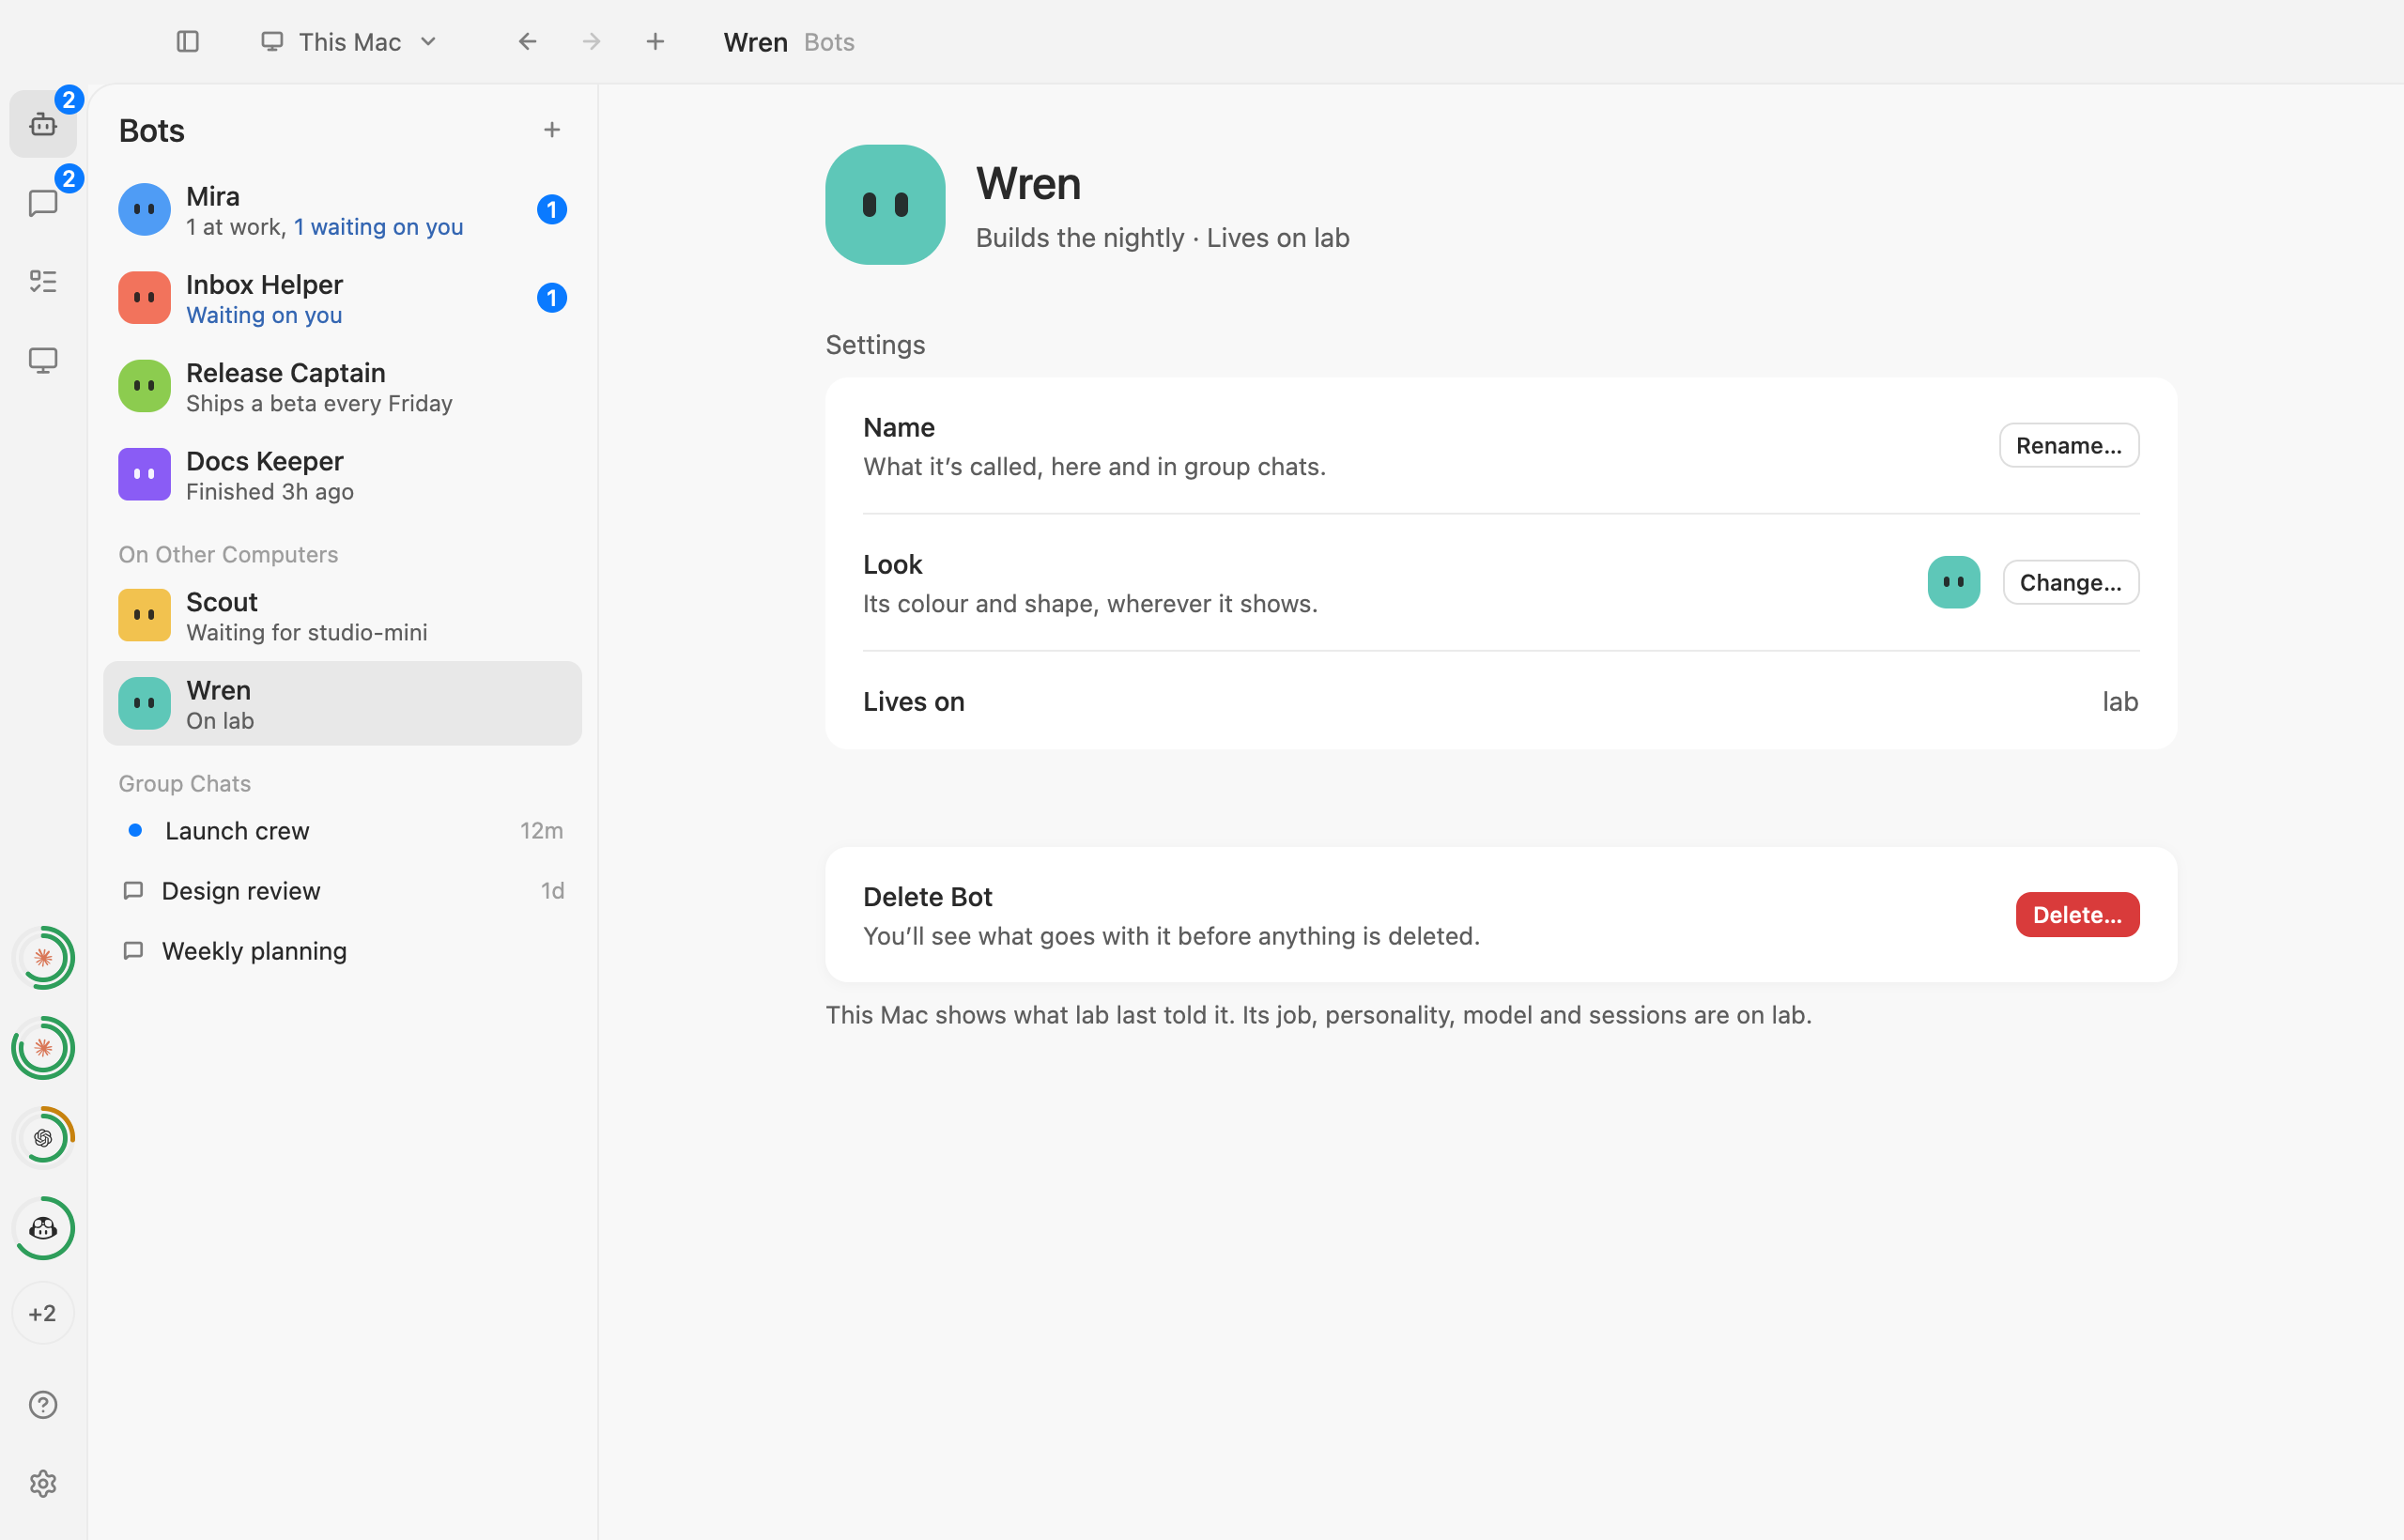 This Mac
Wren Bots
2
2
Bots
Mira
1 at work, 1 waiting on you
1
Inbox Helper
Waiting on you
1
Release Captain
Ships a beta every Friday
Docs Keeper
Finished 3h ago
On Other Computers
Scout
Waiting for studio-mini
Wren
On lab
Group Chats
Launch crew
12m
Design review
1d
Weekly planning
+2
Wren
Builds the nightly · Lives on lab
Settings
Name
What it’s called, here and in group chats.
Rename...
Look
Its colour and shape, wherever it shows.
Change...
Lives on
lab
Delete Bot
You’ll see what goes with it before anything is deleted.
Delete...
This Mac shows what lab last told it. Its job, personality, model and sessions are on lab.